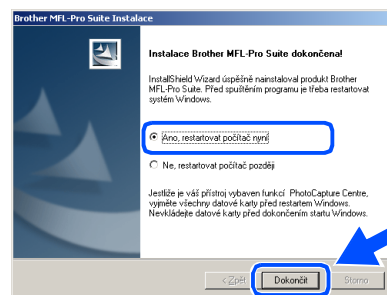 Brother MFL-Pro Suite Instalace
Instalace Brother MFL-Pro Suite dokončena!
InstallShield Wizard úspěšně nainstaloval produkt Brother
MFL-Pro Suite. Před spuštěním programu je třeba restartovat
systém Windows.
Ano, restartovat počítač nyní
Ne, restartovat počítač později
Jestliže je váš přístroj vybaven funkcí PhotoCapture Centre,
vyjměte všechny datové karty před restartem Windows.
Nevkládejte datové karty před dokončením startu Windows.
< Zpět Dokončit Storno